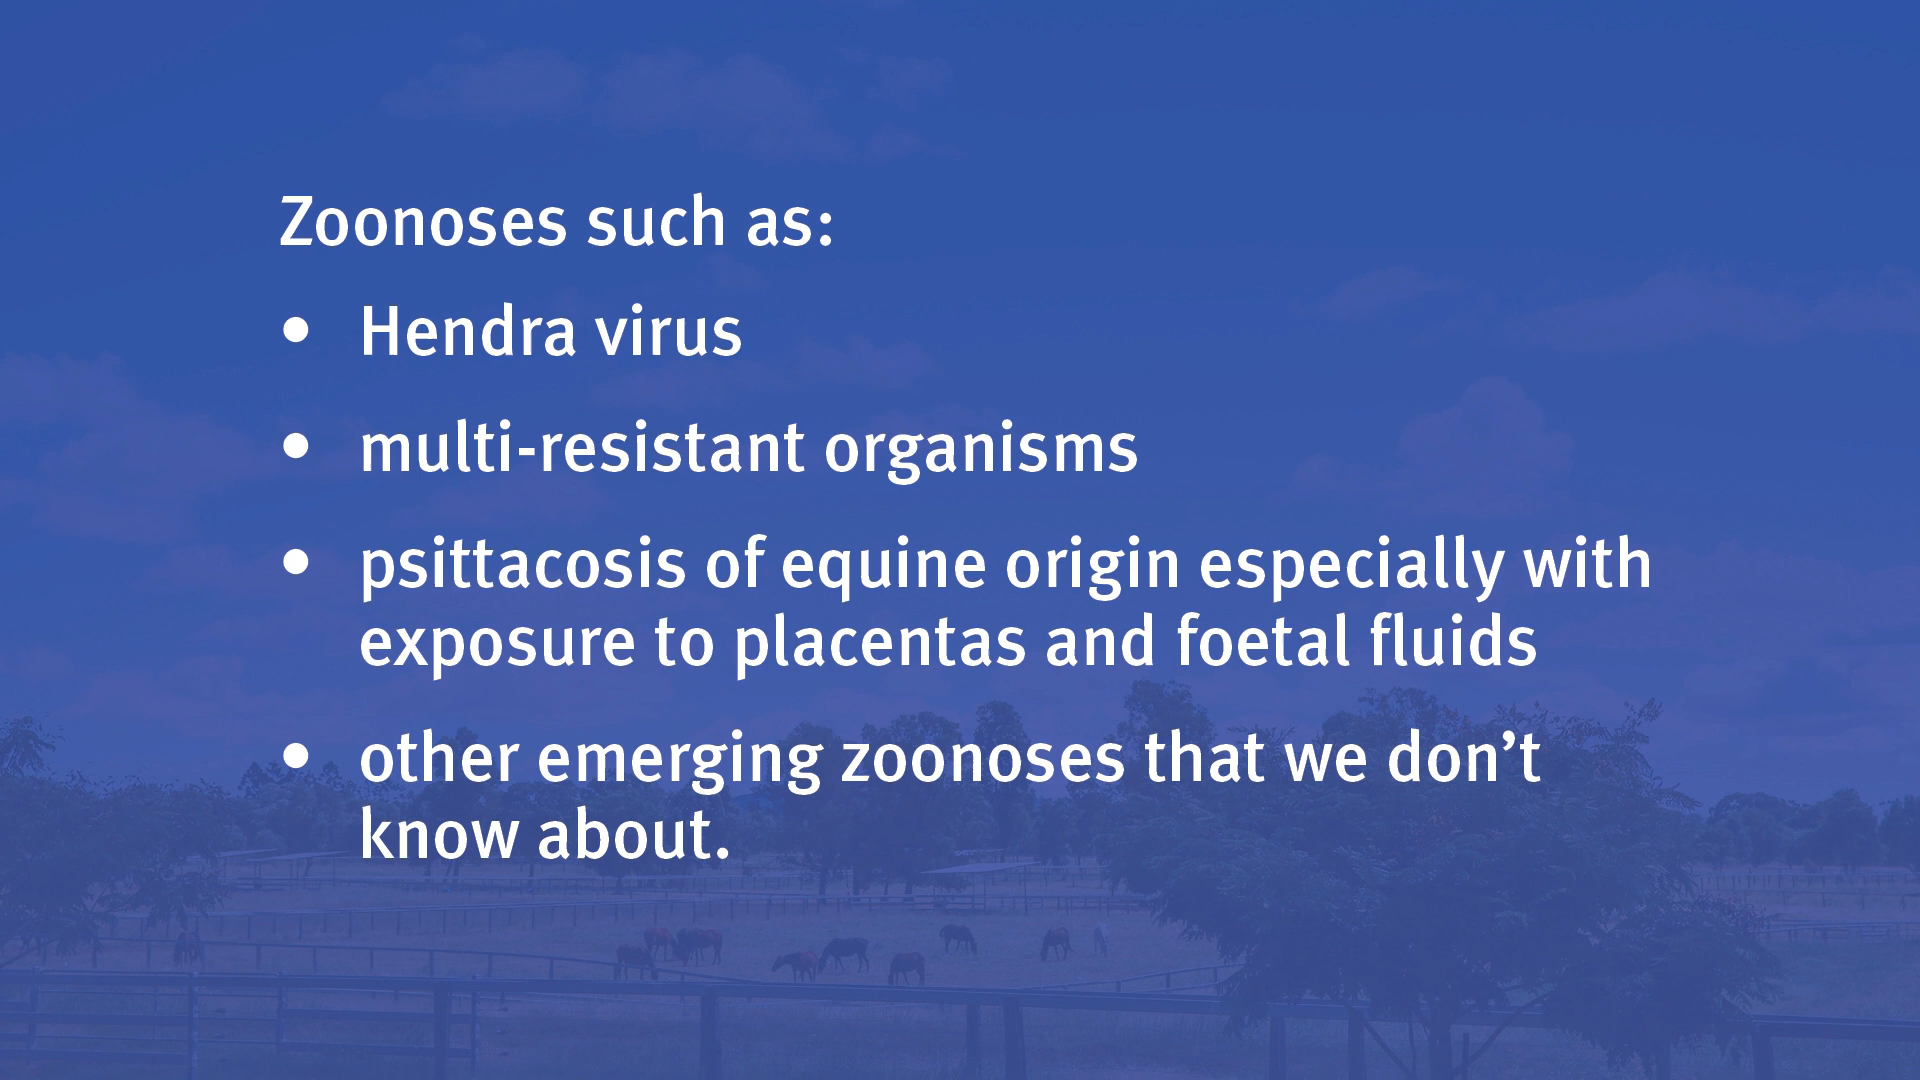 Zoonoses such as:
• Hendra virus
• multi-resistant organisms
• psittacosis of equine origin especially with
exposure to placentas and foetal fluids
• other emerging zoonoses that we don’t
know about.